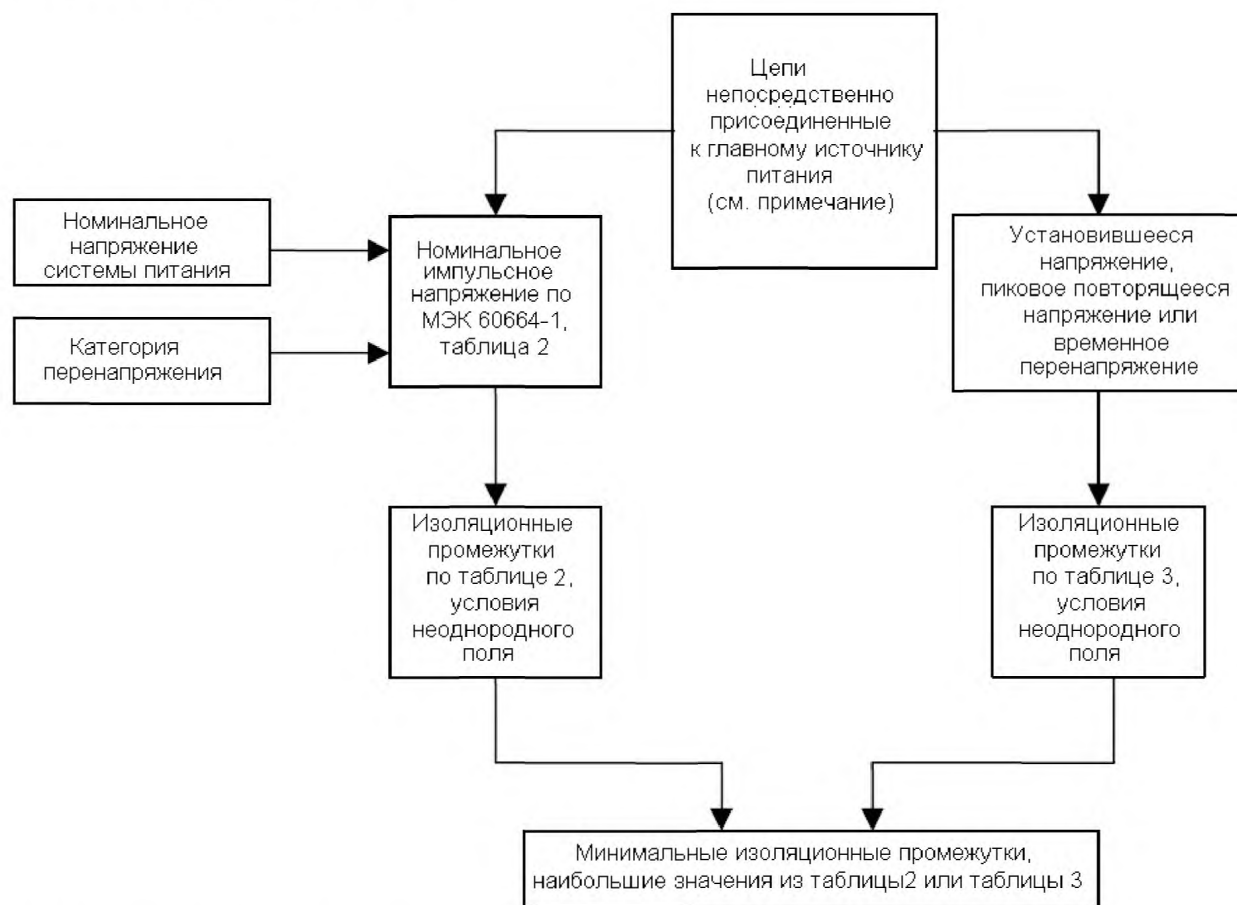 Цепи
непосредственно
присоединенные
к главному источнику
питания
(см. примечание)
Номинальное
напряжение
системы питания
Категория
перенапряжения
Номинальное
импульсное
напряжение по
МЭК 60664-1,
таблица 2
Установившееся
напряжение,
пиковое повторящееся
напряжение или
временное
перенапряжение
Изоляционные
промежутки
по таблице 2,
условия
неоднородного
поля
Изоляционные
промежутки
по таблице 3,
условия
неоднородного
поля
Минимальные изоляционные промежутки,
наибольшие значения из таблицы2 или таблицы 3